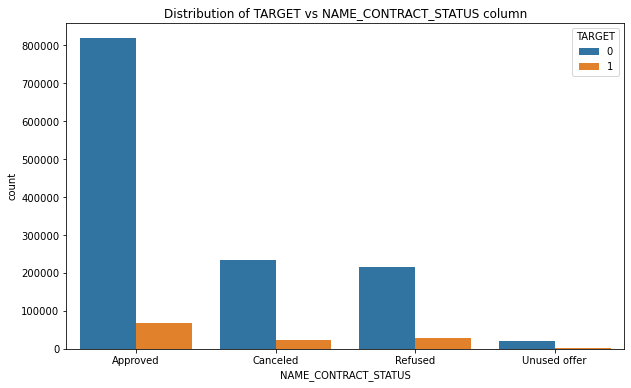 Distribution of TARGET vs NAME_CONTRACT_STATUS column
TARGET
0
1
800000
700000
600000
500000
400000
300000
200000
100000
0
count
Approved Canceled Refused Unused offer
NAME_CONTRACT_STATUS